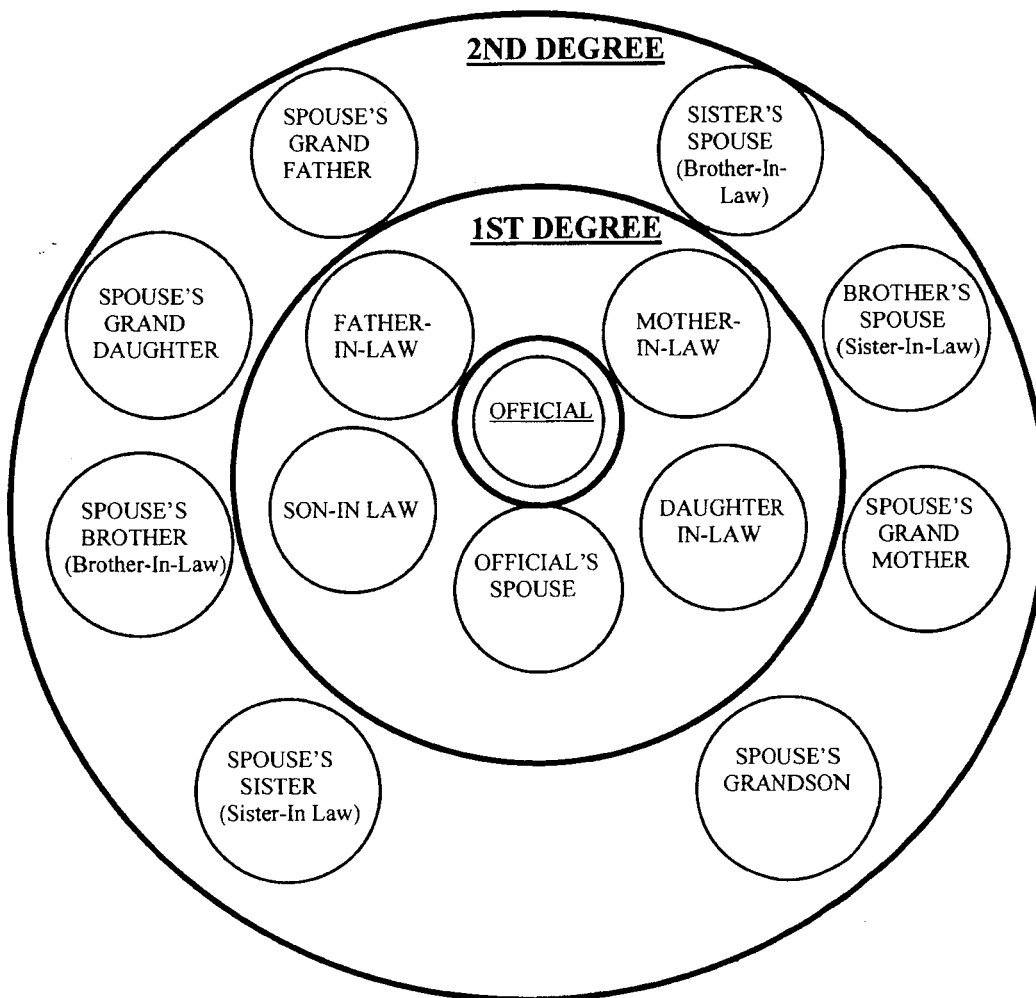 2ND DEGREE
SPOUSE'S
GRAND
FATHER
SISTER'S
SPOUSE
(Brother-In-
Law)
1ST DEGREE
SPOUSE'S
GRAND
DAUGHTER
FATHER-
IN-LAW
MOTHER-
IN-LAW
BROTHER'S
SPOUSE
(Sister-In-Law)
OFFICIAL
SPOUSE'S
BROTHER
(Brother-In-Law)
SON-IN LAW
OFFICIAL'S
SPOUSE
DAUGHTER
IN-LAW
SPOUSE'S
GRAND
MOTHER
SPOUSE'S
SISTER
(Sister-In Law)
SPOUSE'S
GRANDSON